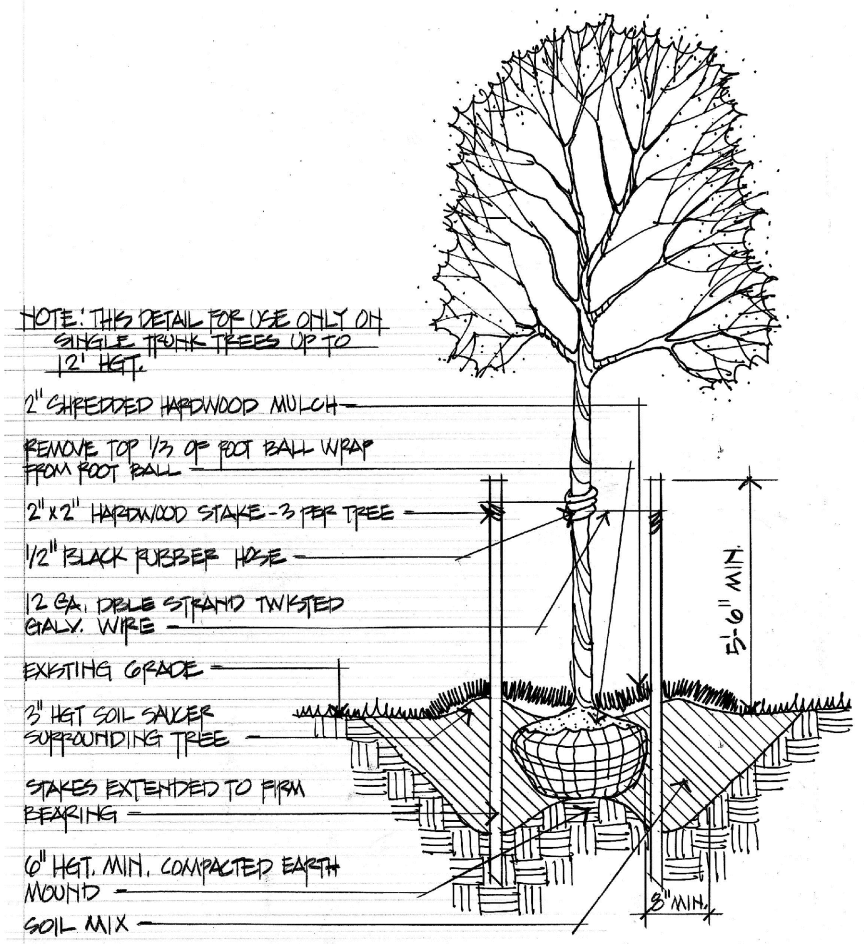 NOTE: THIS DETAIL FOR USE ONLY ON
SINGLE TRUNK TREES UP TO
12' HGT.
2" SHREDDED HARDWOOD MULCH
REMOVE TOP 1/3 OF ROOT BALL WRAP
FROM ROOT BALL
2" x 2" HARDWOOD STAKE - 3 PER TREE
1/2" BLACK RUBBER HOSE
12 GA. DBLE STRAND TWISTED
GALV. WIRE
EXISTING GRADE
3" HGT SOIL SAUCER
SURROUNDING TREE
STAKES EXTENDED TO FIRM
BEARING
6" HGT. MIN. COMPACTED EARTH
MOUND
SOIL MIX
5'-6" MIN.
8" MIN.